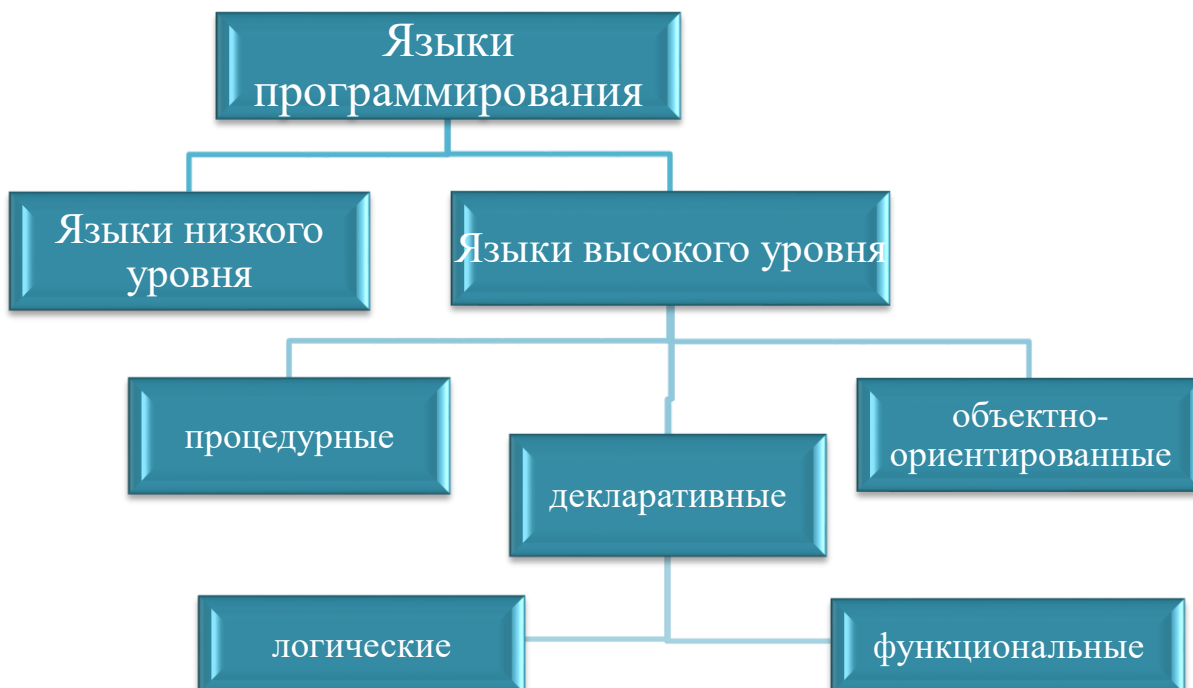 Языки
программирования
Языки низкого
уровня
Языки высокого уровня
процедурные
объектно-
ориентированные
декларативные
логические
функциональные